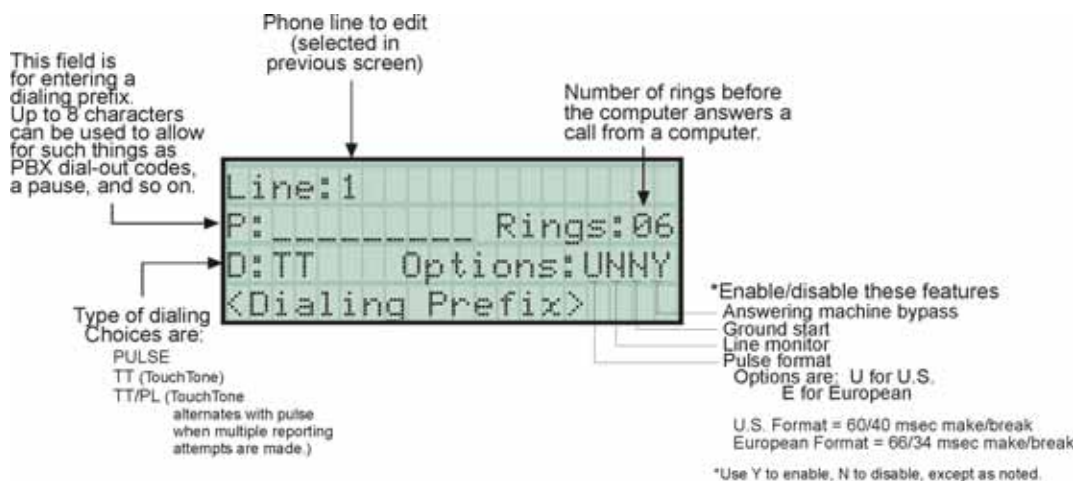 Phone line to edit
(selected in
previous screen)
This field is
for entering a
dialing prefix.
Up to 8 characters
can be used to allow
for such things as
PBX dial-out codes,
a pause, and so on.
Number of rings before
the computer answers a
call from a computer.
Line:1
P:________ Rings:06
D:TT Options:UNNY
<Dialing Prefix>
Type of dialing
Choices are:
PULSE
TT (TouchTone)
TT/PL (TouchTone
alternates with pulse
when multiple reporting
attempts are made.)
*Enable/disable these features
Answering machine bypass
Ground start
Line monitor
Pulse format
Options are: U for U.S.
E for European
U.S. Format = 60/40 msec make/break
European Format = 66/34 msec make/break
*Use Y to enable, N to disable, except as noted.